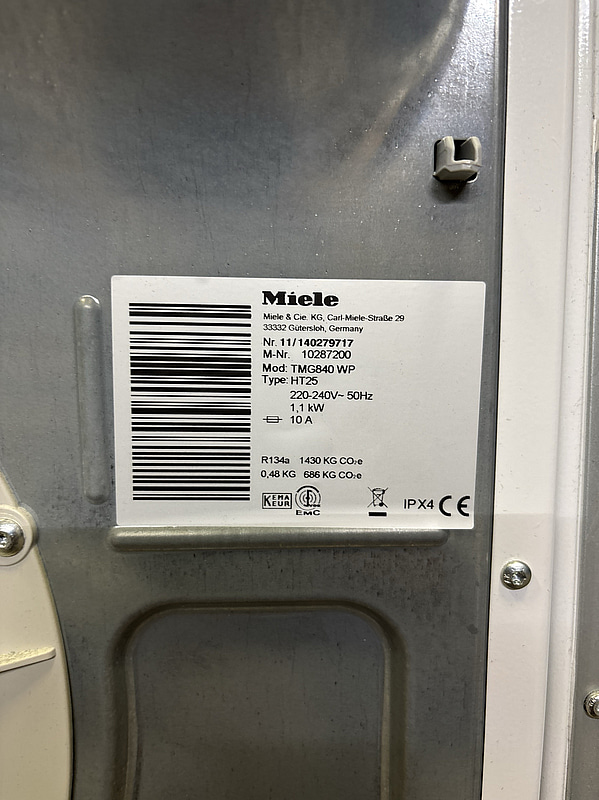 Miele
Miele & Cie. KG, Carl-Miele-Straße 29
33332 Gütersloh, Germany
Nr. 11/140279717
M-Nr. 10287200
Mod: TMG840 WP
Type: HT25
220-240V~ 50Hz
1,1 kW
10 A
R134a 1430 KG CO₂e
0,48 KG 686 KG CO₂e
KEMA
KEUR
EMC
IPX4 CE